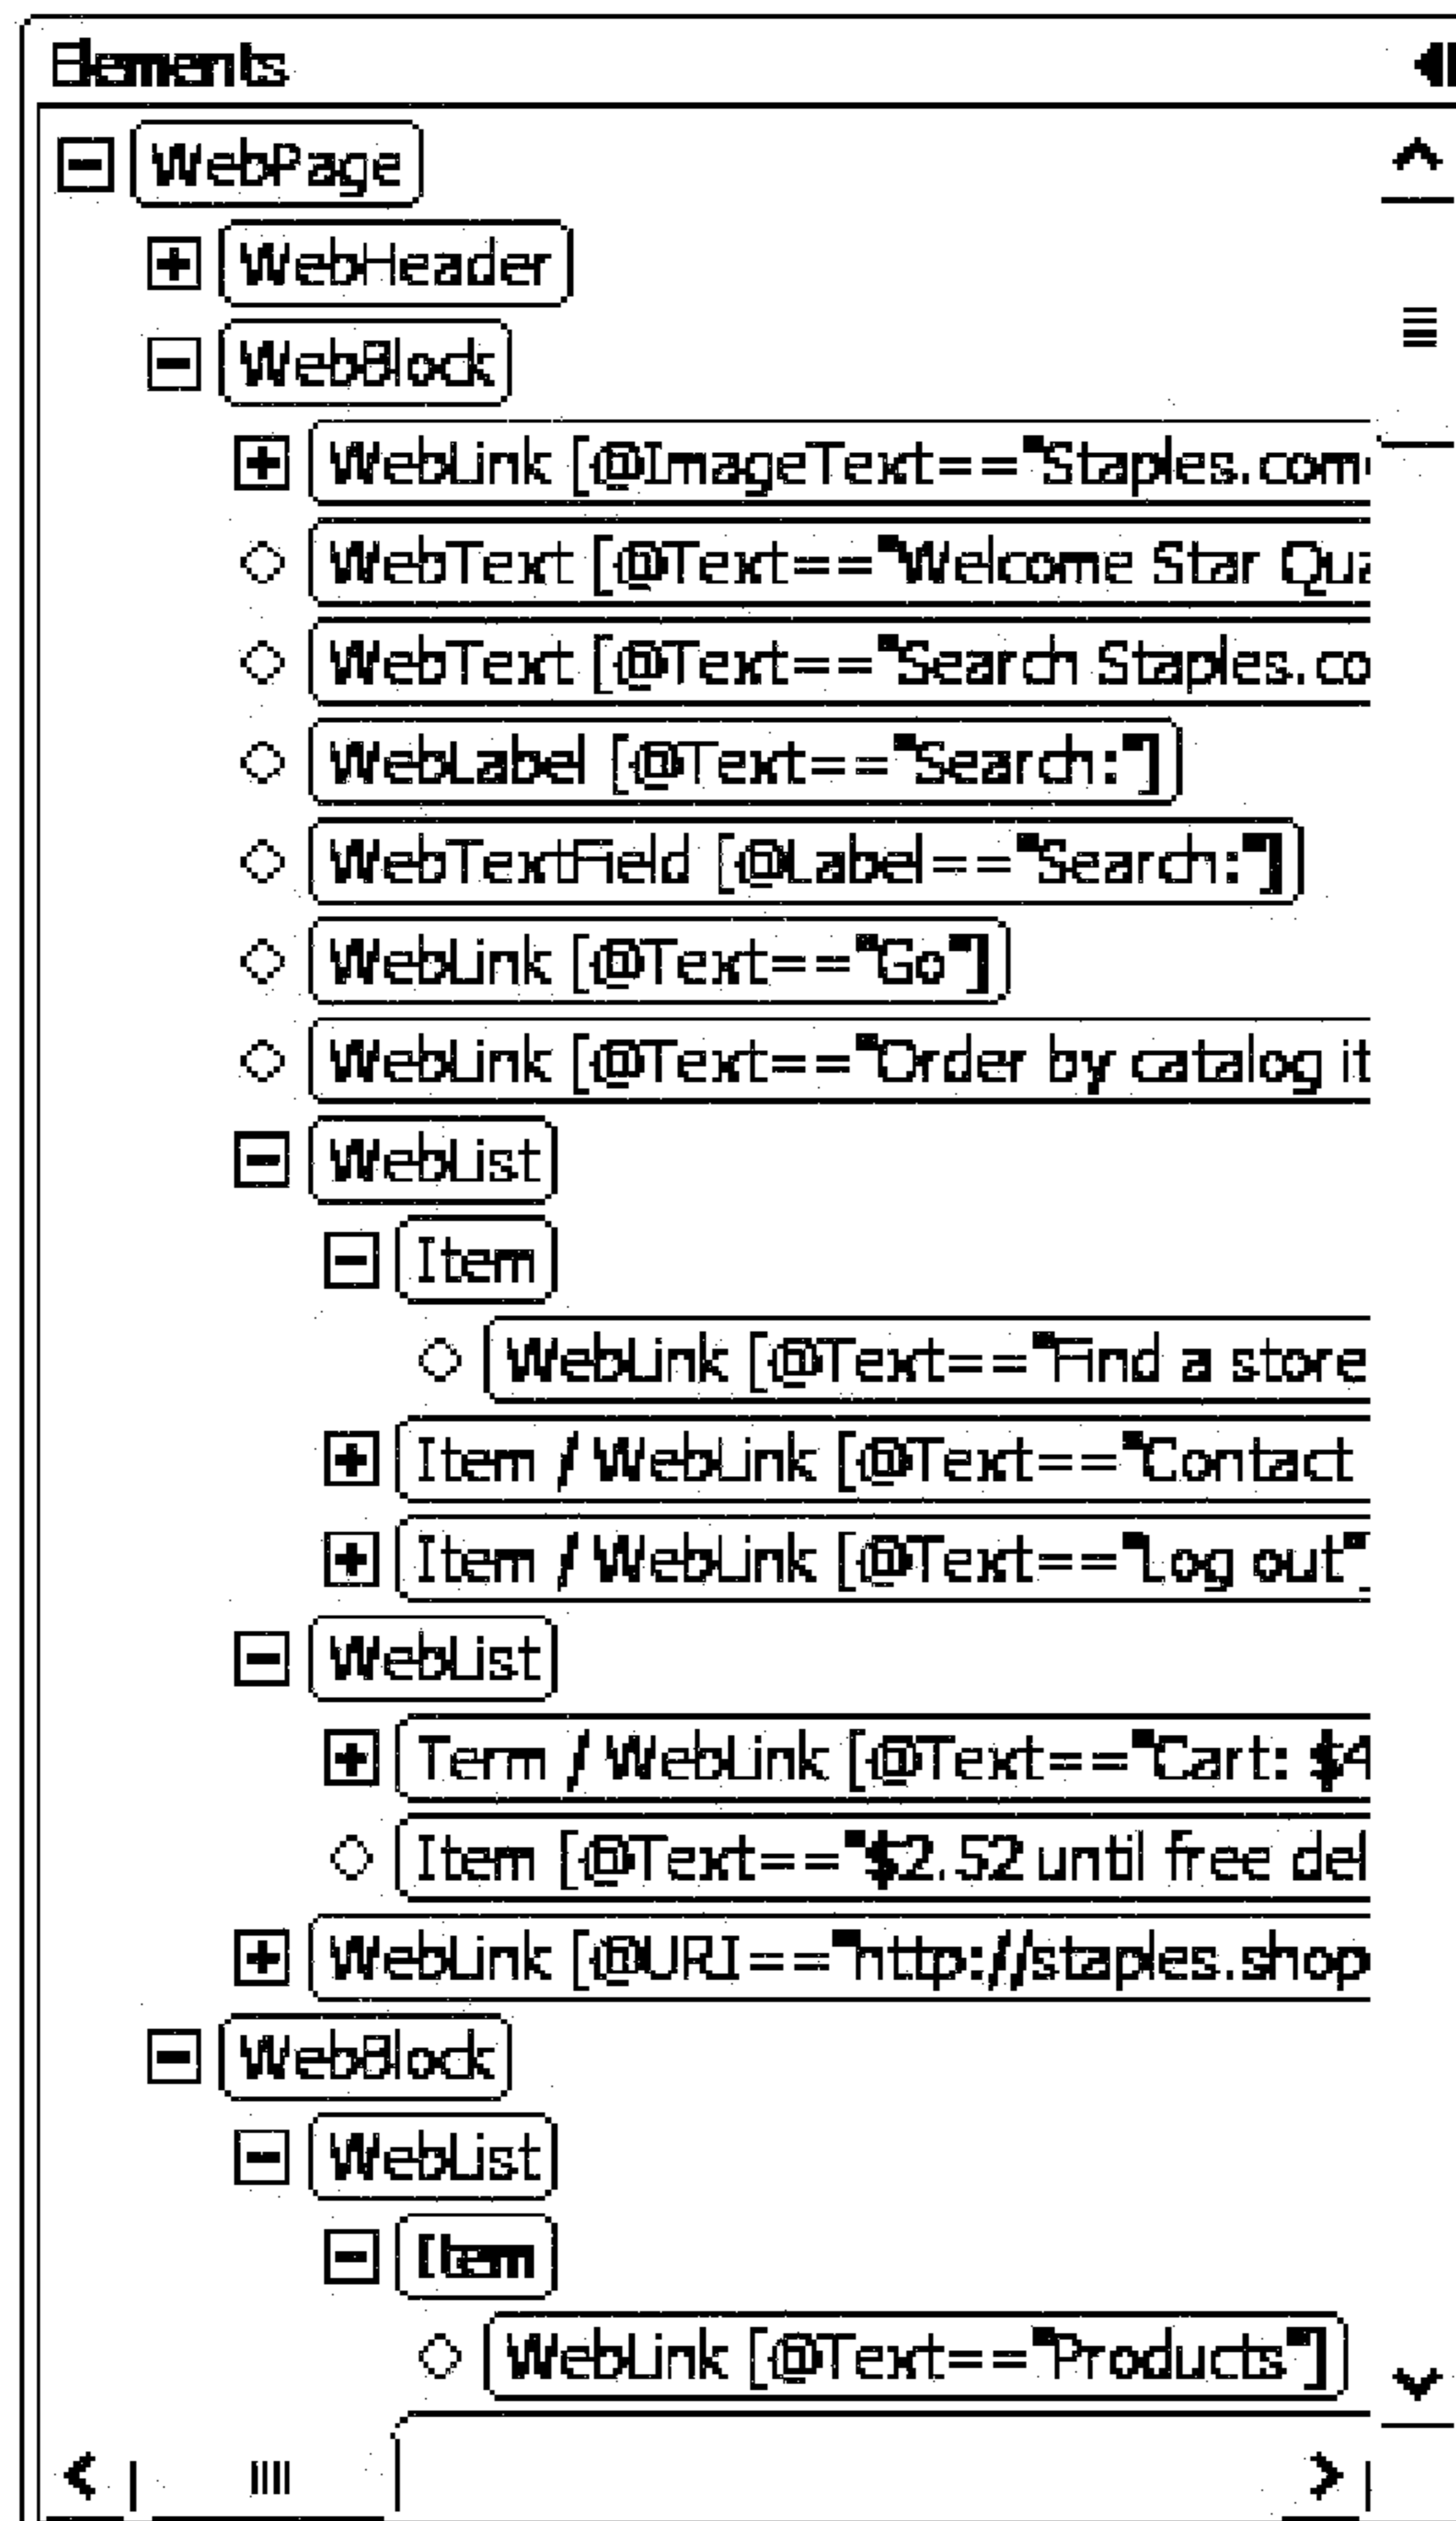 Elements
WebPage
WebHeader
WebBlock
WebLink [@ImageText=="Staples.com
WebText [@Text=="Welcome Star Qua
WebText [@Text=="Search Staples.co
WebLabel [@Text=="Search:"]
WebTextField [@Label=="Search:"]
WebLink [@Text=="Go"]
WebLink [@Text=="Order by catalog it
WebList
Item
WebLink [@Text=="Find a store
Item / WebLink [@Text=="Contact
Item / WebLink [@Text=="Log out"
WebList
Term / WebLink [@Text=="Cart: $4
Item [@Text=="$2.52 until free del
WebLink [@URI=="http://staples.shop
WebBlock
WebList
Item
WebLink [@Text=="Products"]